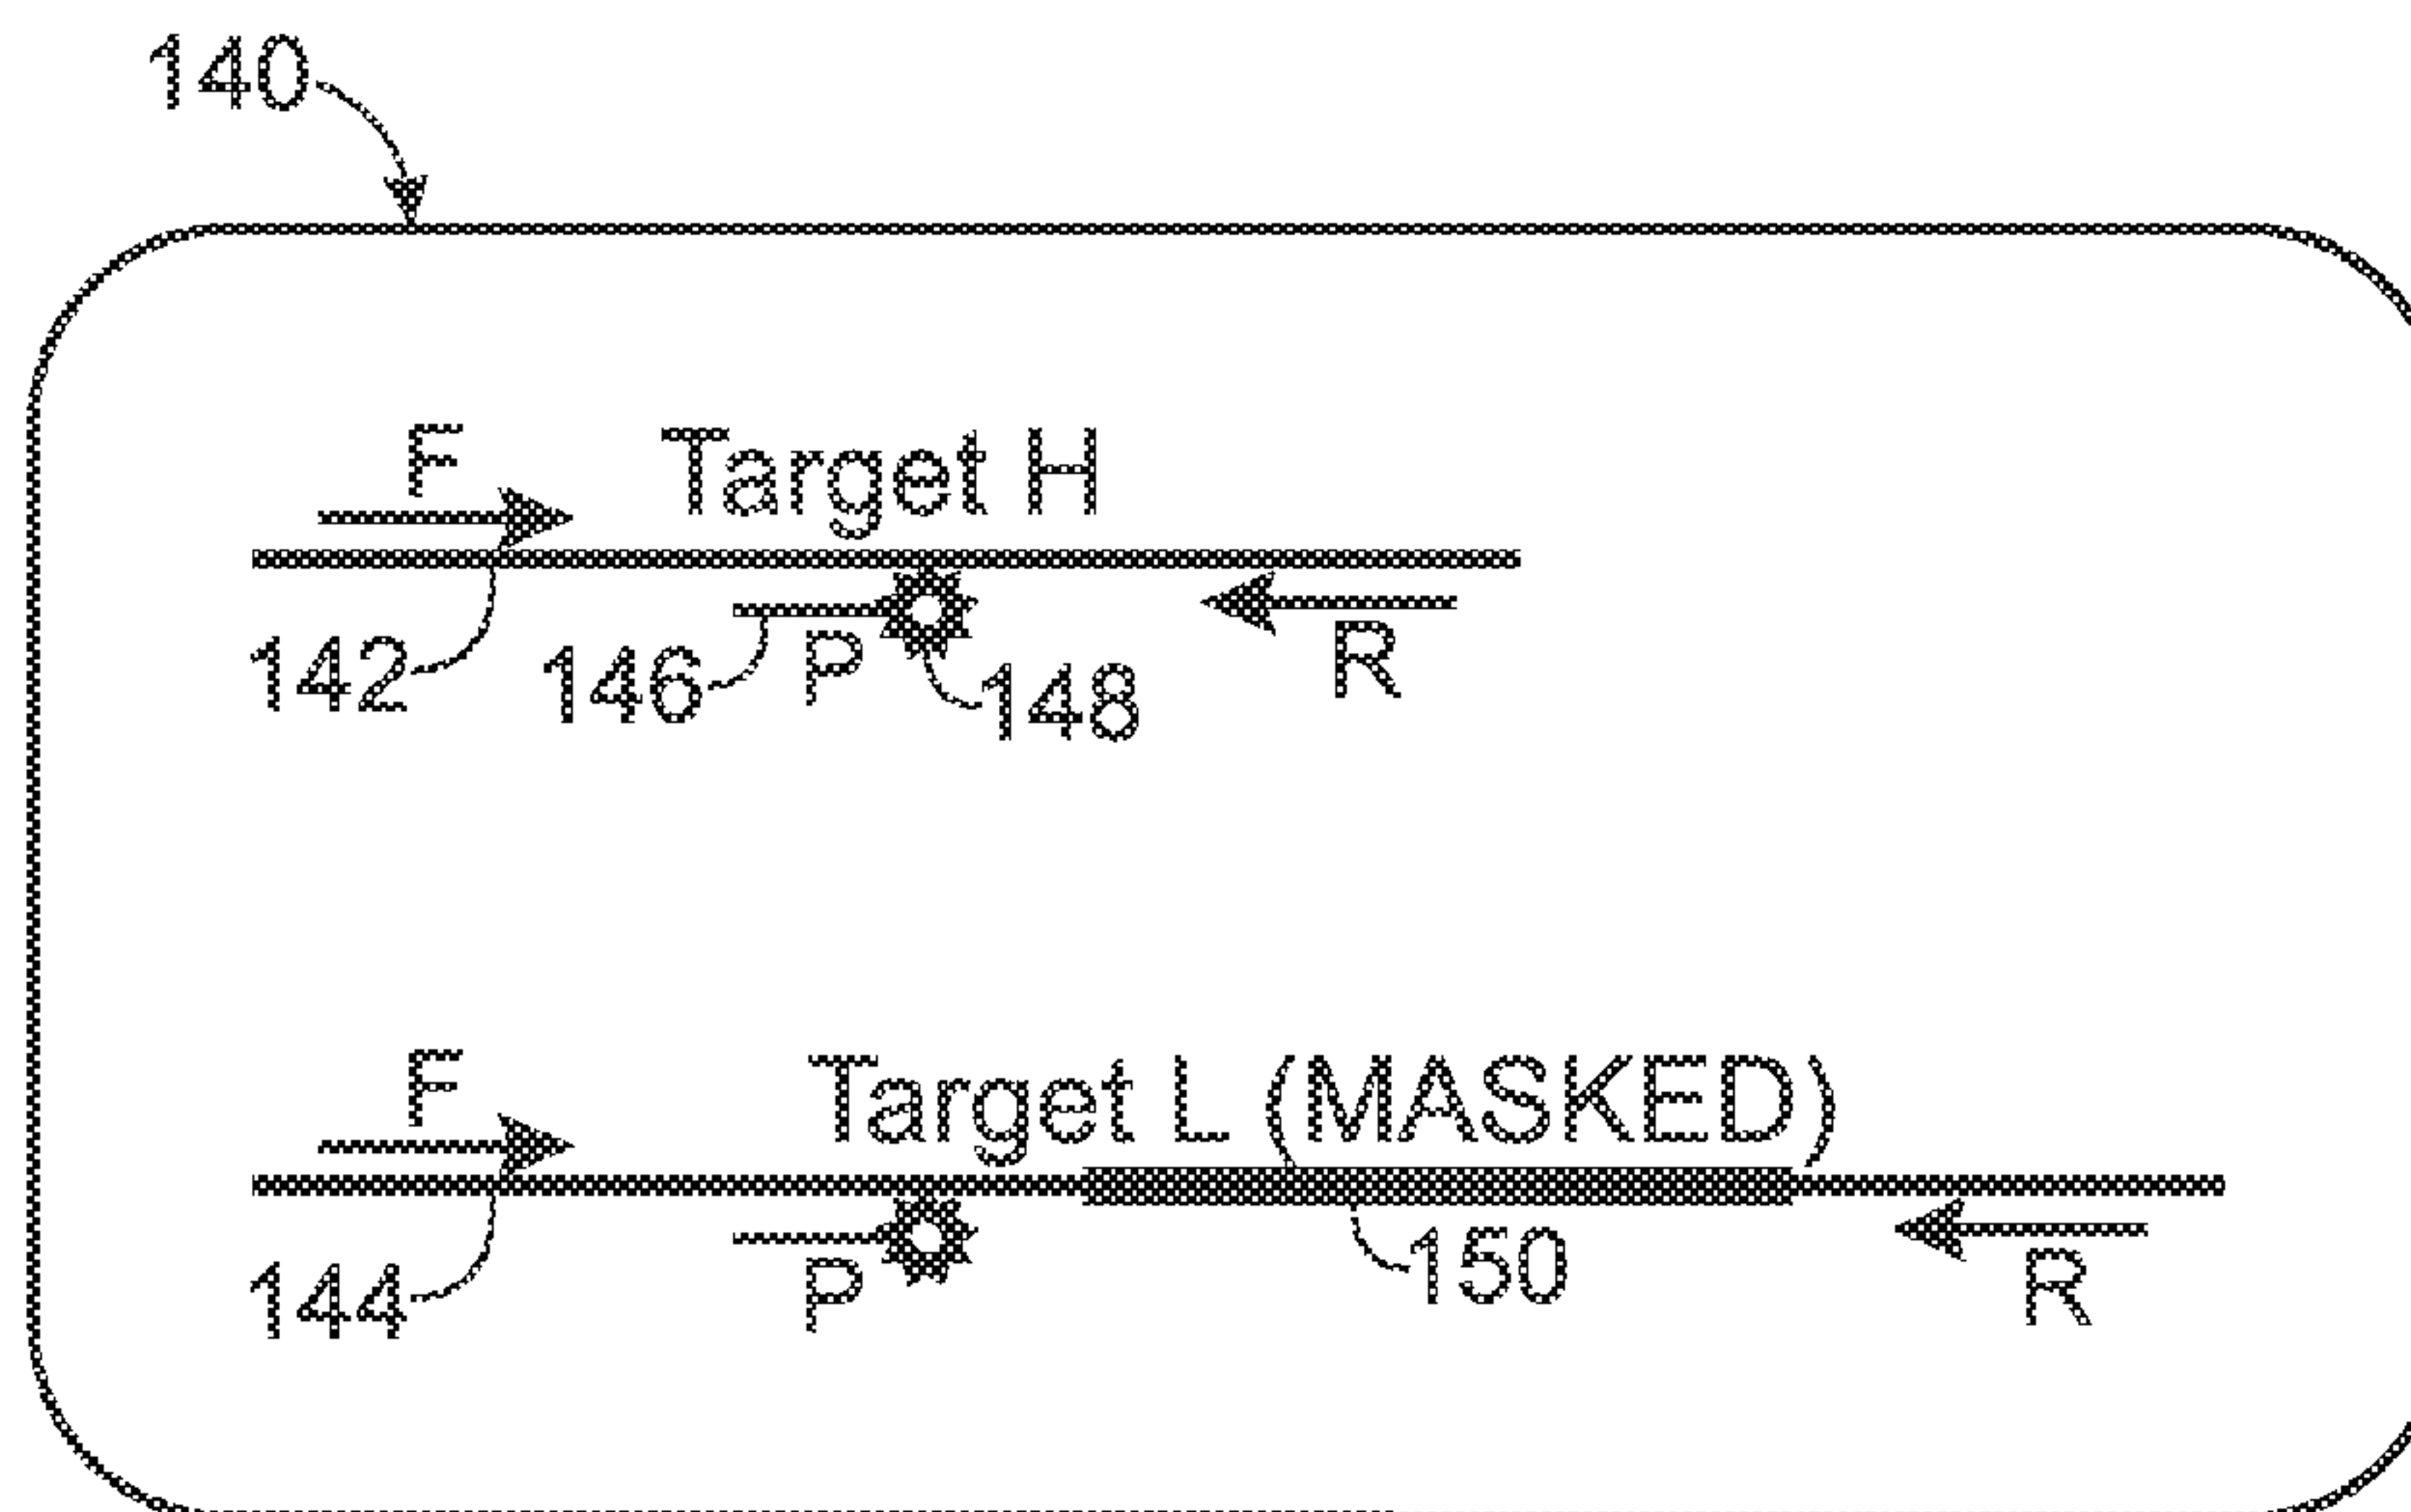 140
F Target H
142 146 P 148 R
F Target L (MASKED)
144 P 150 R